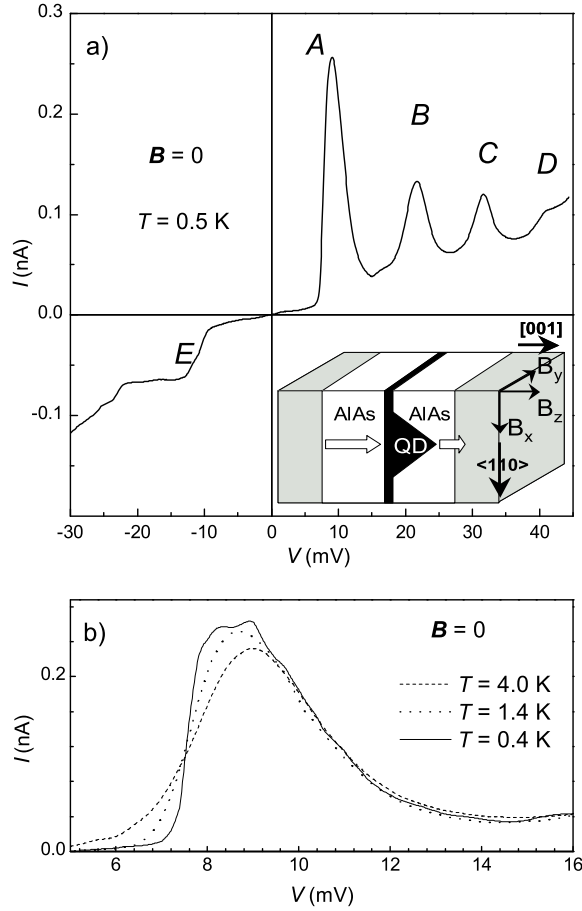 a)
A
B
C
D
E
B = 0
T = 0.5 K
I (nA)
0.3
0.2
0.1
0.0
-0.1
-30 -20 -10 0 10 20 30 40
V (mV)
[001]
AlAs
AlAs
QD
By
Bz
Bx
<110>
b)
B = 0
T = 4.0 K
T = 1.4 K
T = 0.4 K
I (nA)
0.2
0.0
6 8 10 12 14 16
V (mV)